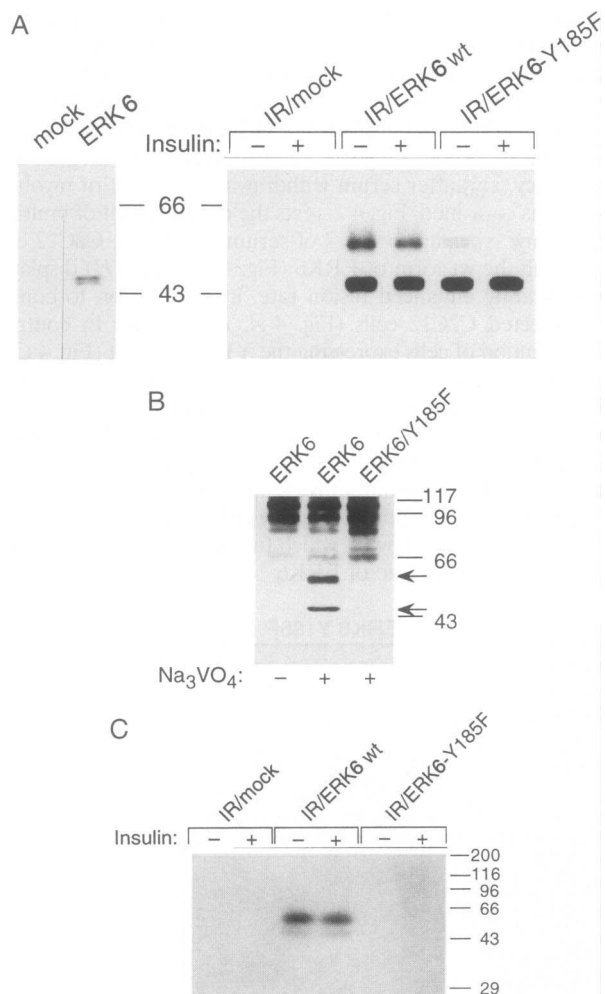 A
mock
ERK 6
IR/mock
IR/ERK6 wt
IR/ERK6-Y185F
Insulin: − + − + − +
66
43
B
ERK6
ERK6
ERK6/Y185F
117
96
66
43
Na3VO4: − + +
C
IR/mock
IR/ERK6 wt
IR/ERK6-Y185F
Insulin: − + − + − +
200
116
96
66
43
29